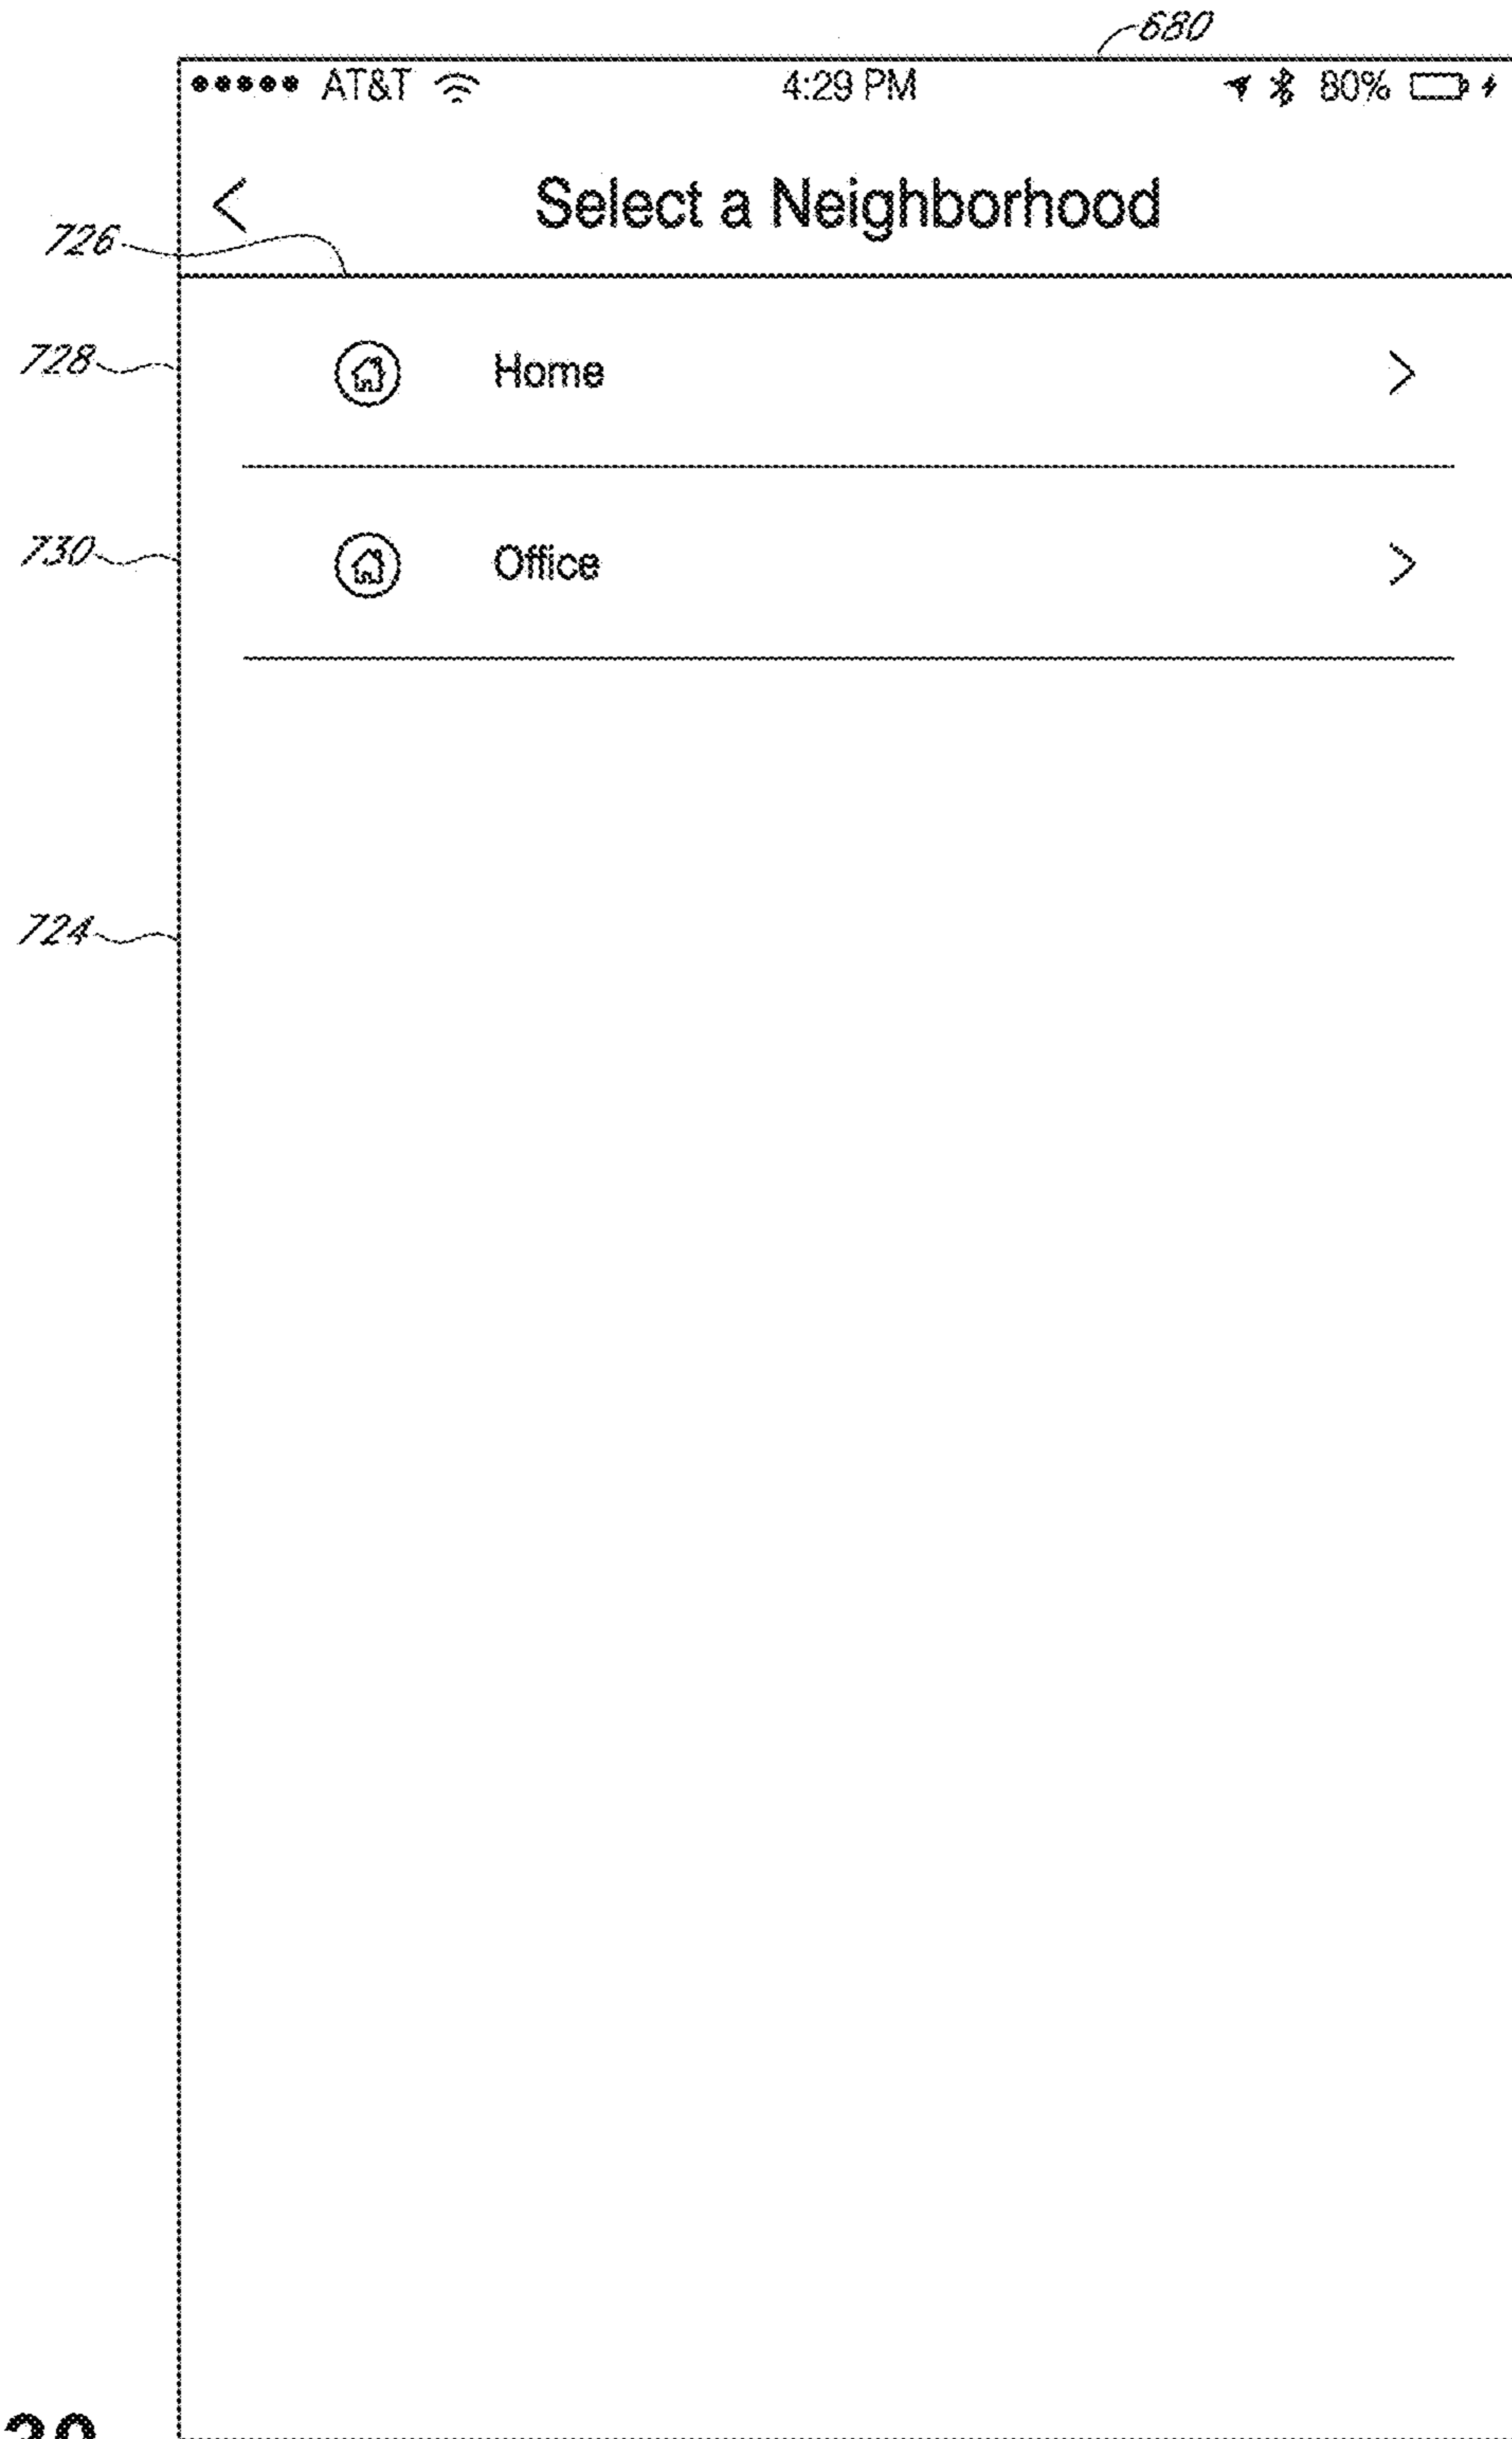 680
AT&T 4:29 PM 80%
Select a Neighborhood
726
728 Home
730 Office
724